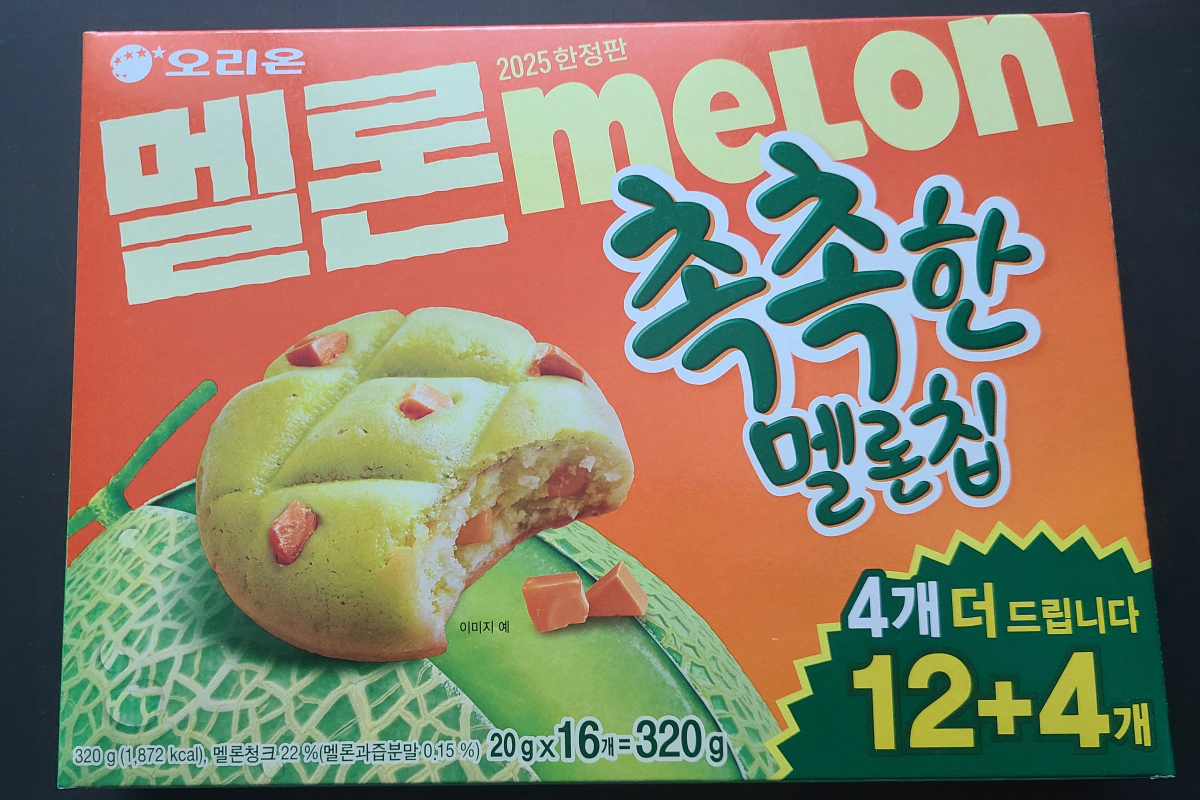 오리온
2025 한정판
멜론 melon
촉촉한
멜론칩
이미지 예
4개 더 드립니다
12+4개
320 g (1,872 kcal), 멜론청크 22 %(멜론과즙분말 0.15 %) 20 g x 16개 = 320 g